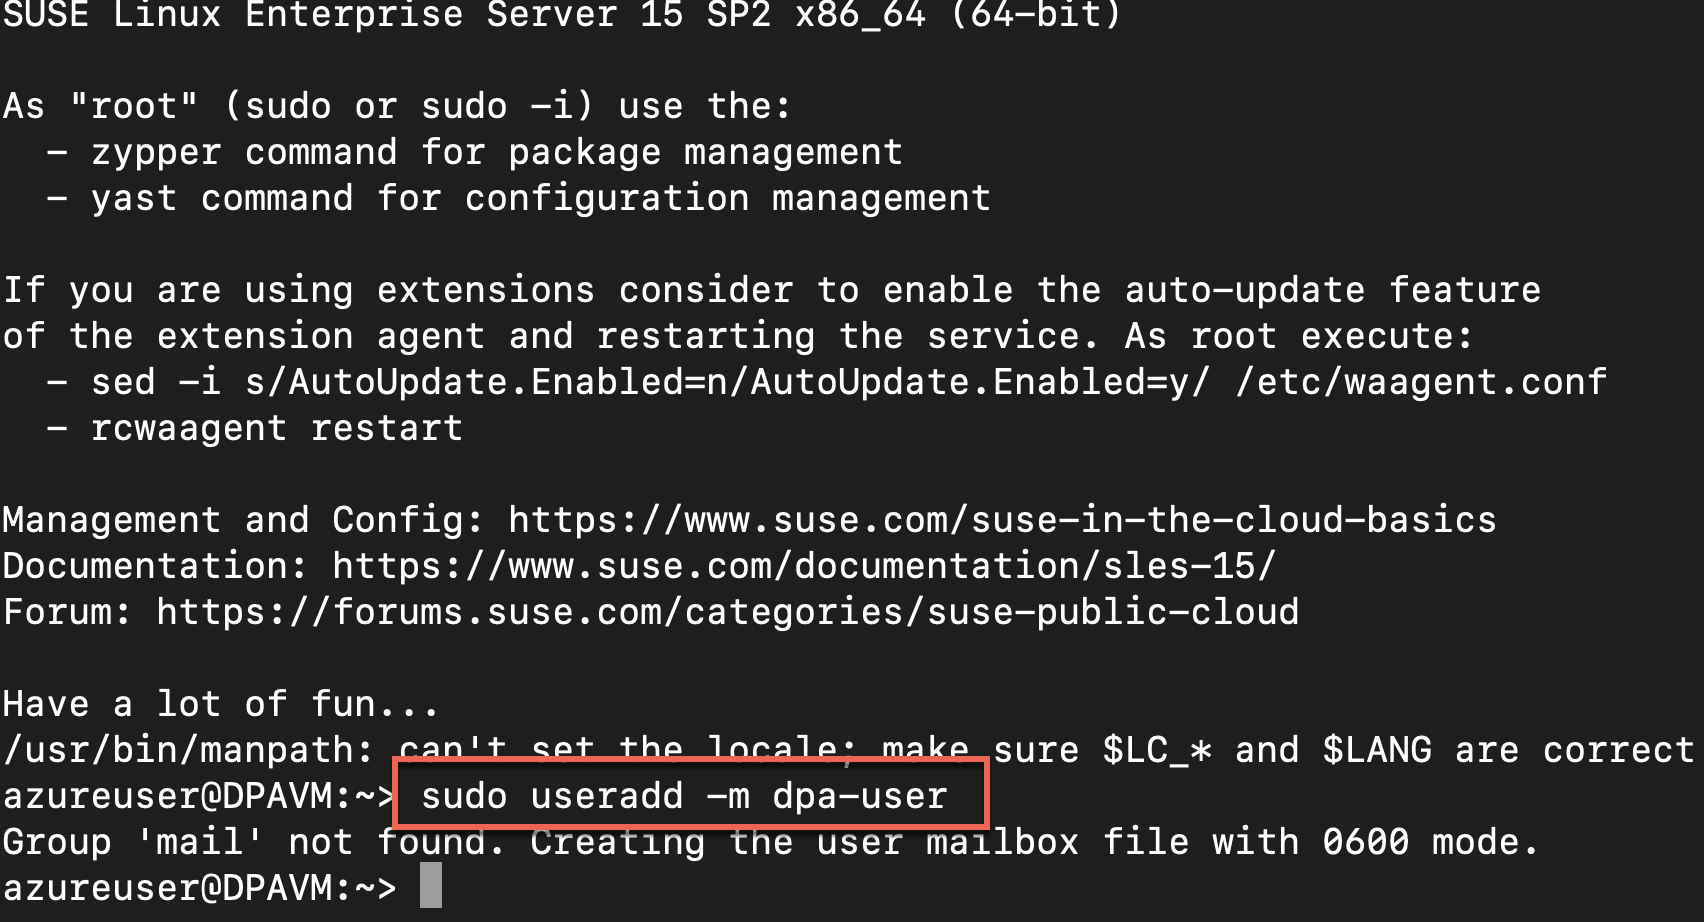 SUSE Linux Enterprise Server 15 SP2 x86_64 (64-bit)
As "root" (sudo or sudo -i) use the:
- zypper command for package management
- yast command for configuration management
If you are using extensions consider to enable the auto-update feature
of the extension agent and restarting the service. As root execute:
- sed -i s/AutoUpdate.Enabled=n/AutoUpdate.Enabled=y/ /etc/waagent.conf
- rcwaagent restart
Management and Config: https://www.suse.com/suse-in-the-cloud-basics
Documentation: https://www.suse.com/documentation/sles-15/
Forum: https://forums.suse.com/categories/suse-public-cloud
Have a lot of fun...
/usr/bin/manpath: can't set the locale; make sure $LC_* and $LANG are correct
azureuser@DPAVM:~> sudo useradd -m dpa-user
Group 'mail' not found. Creating the user mailbox file with 0600 mode.
azureuser@DPAVM:~>